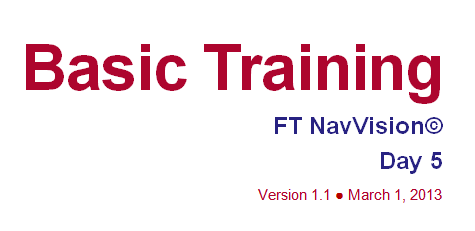 Basic Training
FT NavVision©
Day 5
Version 1.1 ● March 1, 2013